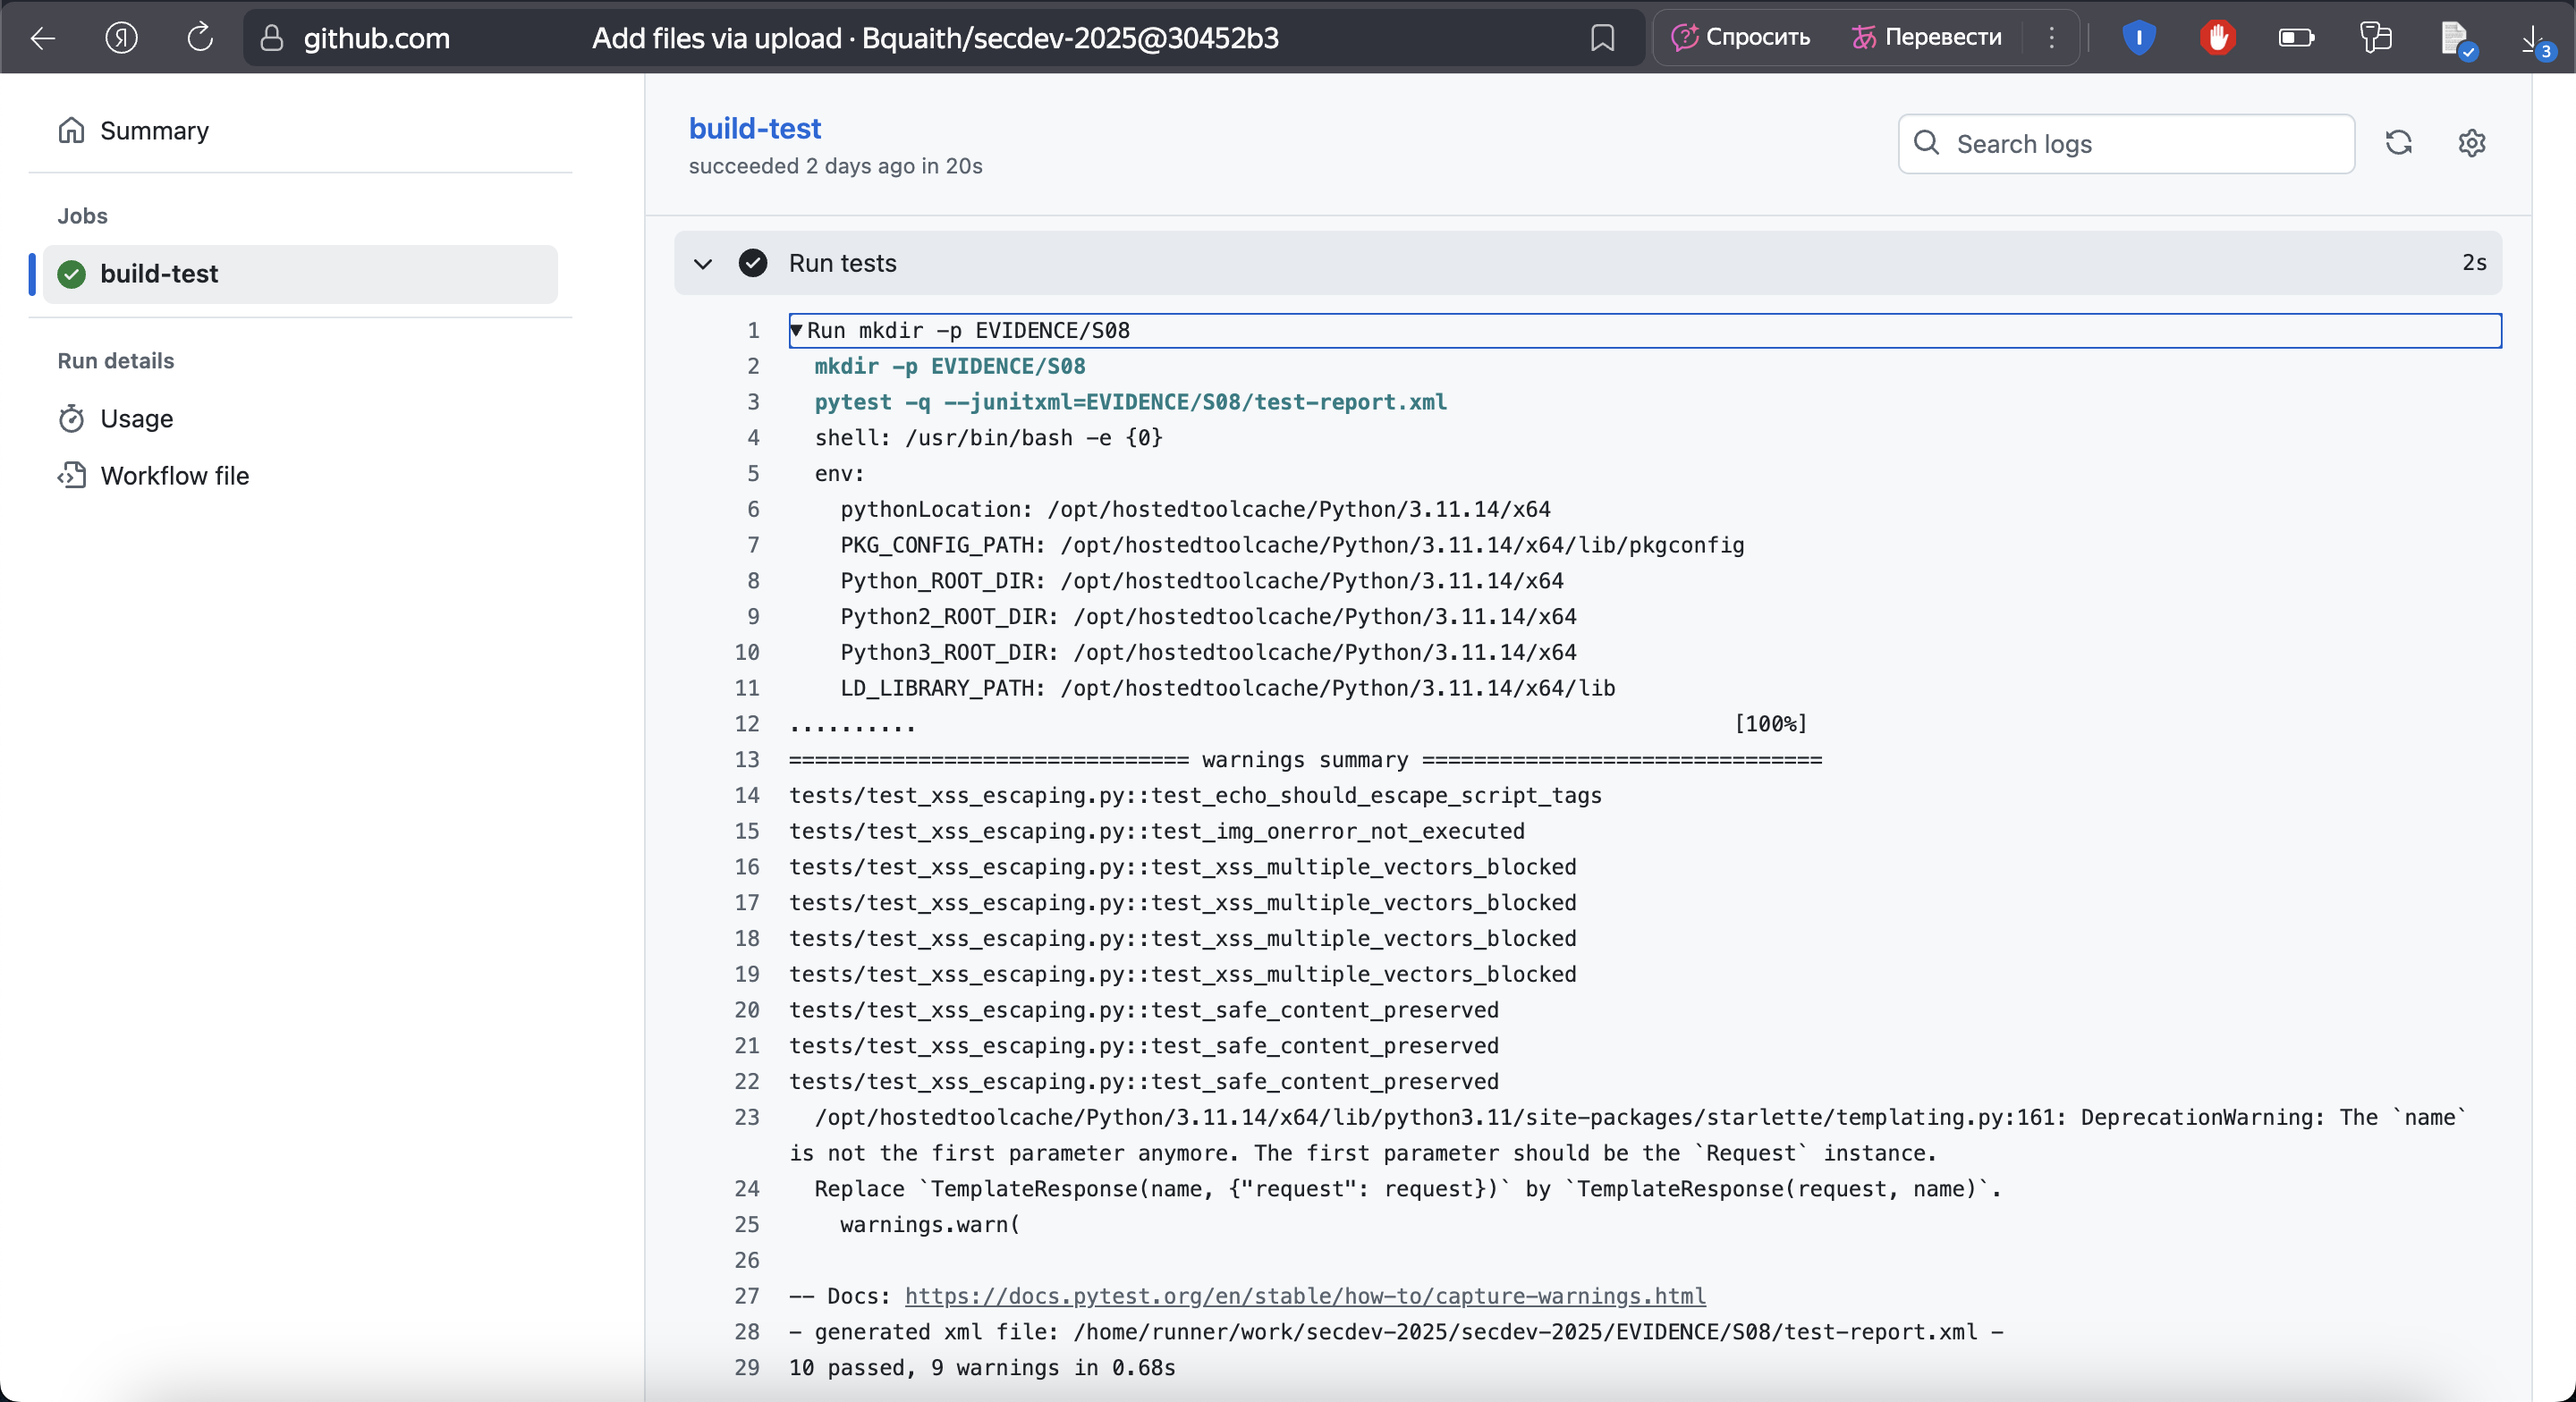 github.com
Add files via upload · Bquaith/secdev-2025@30452b3
Спросить
Перевести
3
Summary
Jobs
build-test
Run details
Usage
Workflow file
build-test
succeeded 2 days ago in 20s
Search logs
Run tests
2s
1 ▼Run mkdir -p EVIDENCE/S08
2 mkdir -p EVIDENCE/S08
3 pytest -q --junitxml=EVIDENCE/S08/test-report.xml
4 shell: /usr/bin/bash -e {0}
5 env:
6 pythonLocation: /opt/hostedtoolcache/Python/3.11.14/x64
7 PKG_CONFIG_PATH: /opt/hostedtoolcache/Python/3.11.14/x64/lib/pkgconfig
8 Python_ROOT_DIR: /opt/hostedtoolcache/Python/3.11.14/x64
9 Python2_ROOT_DIR: /opt/hostedtoolcache/Python/3.11.14/x64
10 Python3_ROOT_DIR: /opt/hostedtoolcache/Python/3.11.14/x64
11 LD_LIBRARY_PATH: /opt/hostedtoolcache/Python/3.11.14/x64/lib
12 .......... [100%]
13 =============================== warnings summary ===============================
14 tests/test_xss_escaping.py::test_echo_should_escape_script_tags
15 tests/test_xss_escaping.py::test_img_onerror_not_executed
16 tests/test_xss_escaping.py::test_xss_multiple_vectors_blocked
17 tests/test_xss_escaping.py::test_xss_multiple_vectors_blocked
18 tests/test_xss_escaping.py::test_xss_multiple_vectors_blocked
19 tests/test_xss_escaping.py::test_xss_multiple_vectors_blocked
20 tests/test_xss_escaping.py::test_safe_content_preserved
21 tests/test_xss_escaping.py::test_safe_content_preserved
22 tests/test_xss_escaping.py::test_safe_content_preserved
23 /opt/hostedtoolcache/Python/3.11.14/x64/lib/python3.11/site-packages/starlette/templating.py:161: DeprecationWarning: The `name`
is not the first parameter anymore. The first parameter should be the `Request` instance.
24 Replace `TemplateResponse(name, {"request": request})` by `TemplateResponse(request, name)`.
25 warnings.warn(
26
27 -- Docs: https://docs.pytest.org/en/stable/how-to/capture-warnings.html
28 - generated xml file: /home/runner/work/secdev-2025/secdev-2025/EVIDENCE/S08/test-report.xml -
29 10 passed, 9 warnings in 0.68s